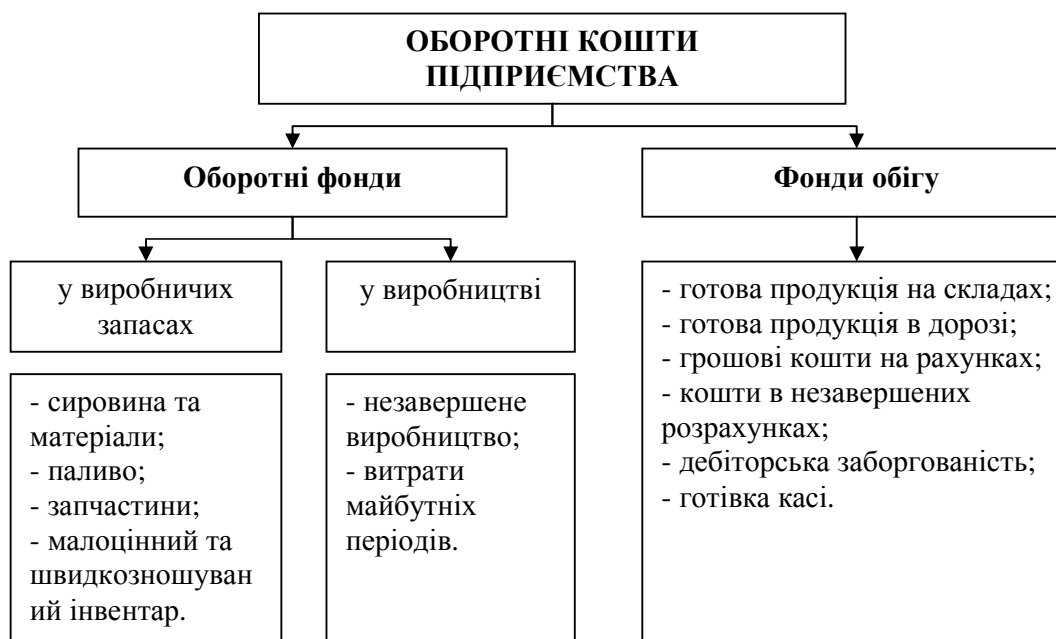 ОБОРОТНІ КОШТИ
ПІДПРИЄМСТВА
Оборотні фонди
Фонди обігу
у виробничих
запасах
у виробництві
- сировина та
матеріали;
- паливо;
- запчастини;
- малоцінний та
швидкозношуван
ий інвентар.
- незавершене
виробництво;
- витрати
майбутніх
періодів.
- готова продукція на складах;
- готова продукція в дорозі;
- грошові кошти на рахунках;
- кошти в незавершених
розрахунках;
- дебіторська заборгованість;
- готівка касі.